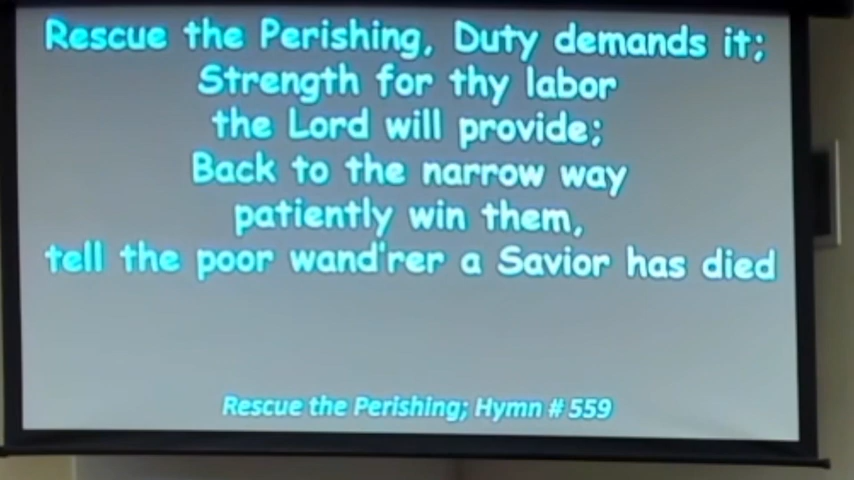 Rescue the Perishing, Duty demands it;
Strength for thy labor
the Lord will provide;
Back to the narrow way
patiently win them,
tell the poor wand'rer a Savior has died
Rescue the Perishing; Hymn # 559